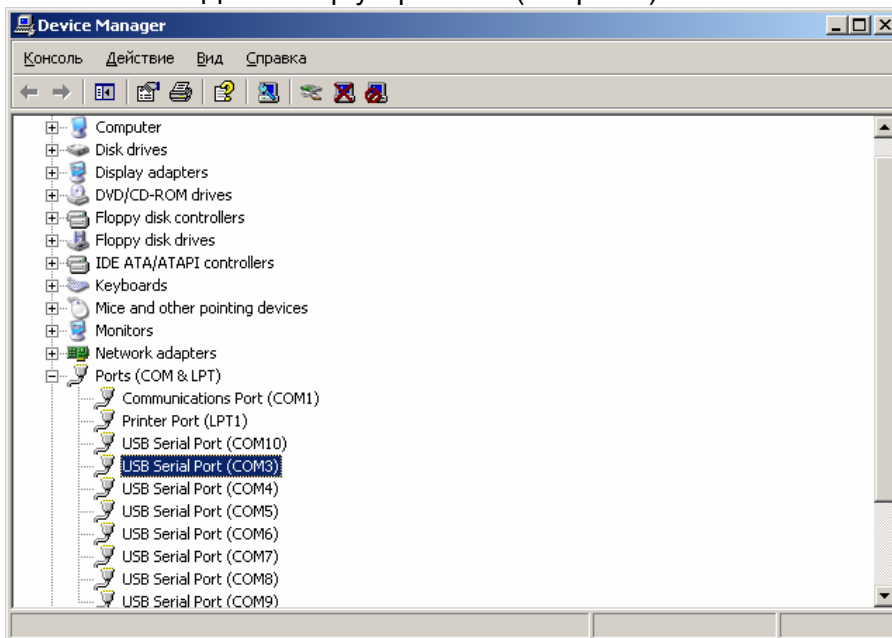 Device Manager
Консоль Действие Вид Справка
Computer
Disk drives
Display adapters
DVD/CD-ROM drives
Floppy disk controllers
Floppy disk drives
IDE ATA/ATAPI controllers
Keyboards
Mice and other pointing devices
Monitors
Network adapters
Ports (COM & LPT)
Communications Port (COM1)
Printer Port (LPT1)
USB Serial Port (COM10)
USB Serial Port (COM3)
USB Serial Port (COM4)
USB Serial Port (COM5)
USB Serial Port (COM6)
USB Serial Port (COM7)
USB Serial Port (COM8)
USB Serial Port (COM9)